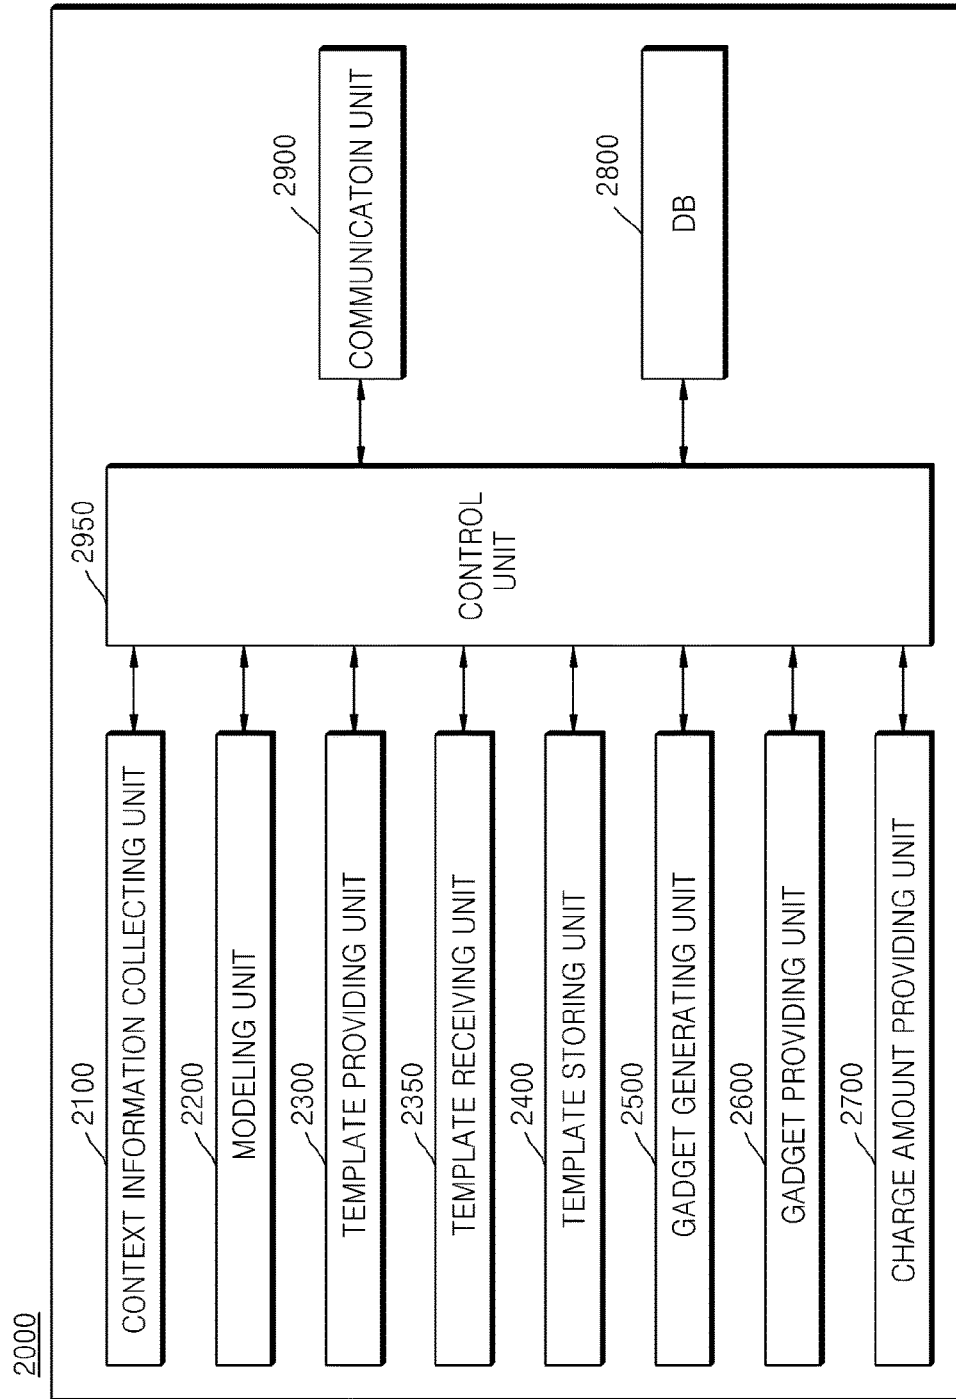 2000
2100
CONTEXT INFORMATION COLLECTING UNIT
2200
MODELING UNIT
2300
TEMPLATE PROVIDING UNIT
2350
TEMPLATE RECEIVING UNIT
2400
TEMPLATE STORING UNIT
2500
GADGET GENERATING UNIT
2600
GADGET PROVIDING UNIT
2700
CHARGE AMOUNT PROVIDING UNIT
2950
CONTROL
UNIT
2900
COMMUNICATOIN UNIT
2800
DB